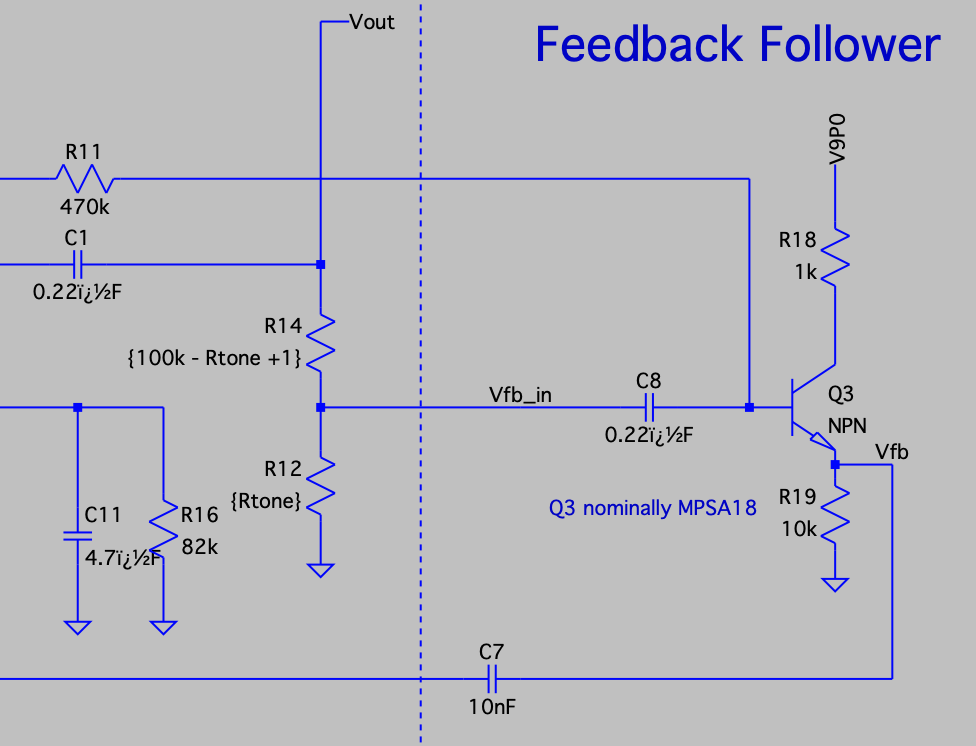 Vout
Feedback Follower
V9P0
R11
470k
C1
0.22ï¿½F
R18
1k
R14
{100k - Rtone +1}
Vfb_in
C8
0.22ï¿½F
Q3
NPN
Vfb
R12
{Rtone}
Q3 nominally MPSA18
R19
10k
C11
4.7ï¿½F
R16
82k
C7
10nF